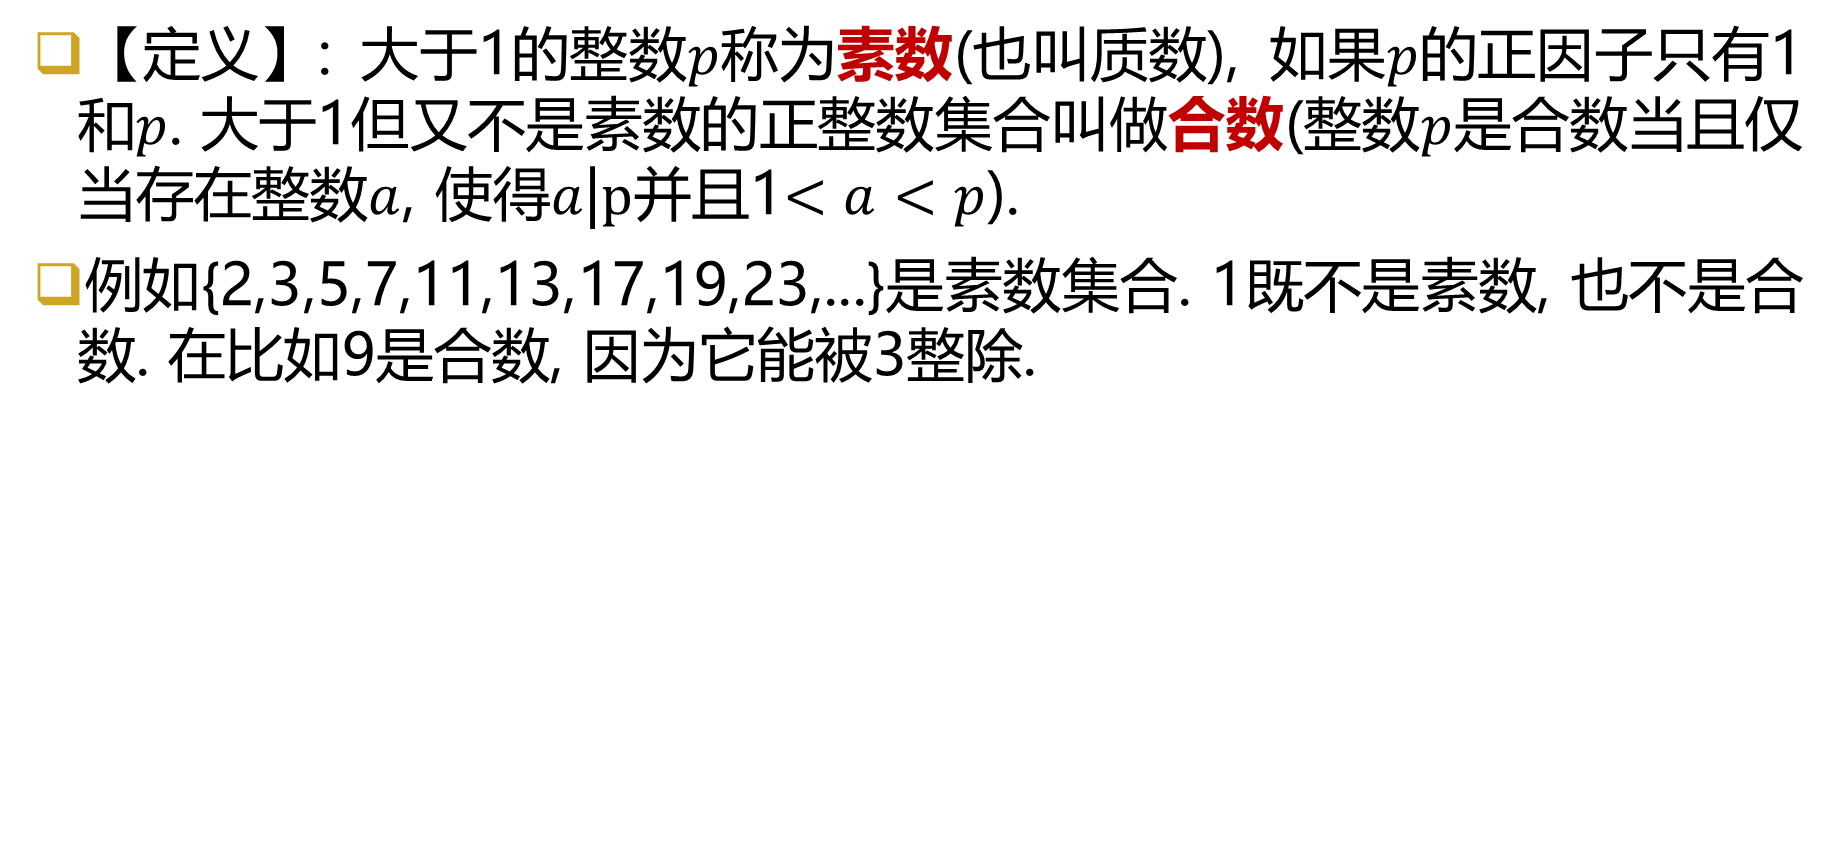 【定义】: 大于1的整数p称为素数(也叫质数), 如果p的正因子只有1
和p. 大于1但又不是素数的正整数集合叫做合数(整数p是合数当且仅
当存在整数a, 使得a|p并且1< a < p).
例如{2,3,5,7,11,13,17,19,23,...}是素数集合. 1既不是素数, 也不是合
数. 在比如9是合数, 因为它能被3整除.